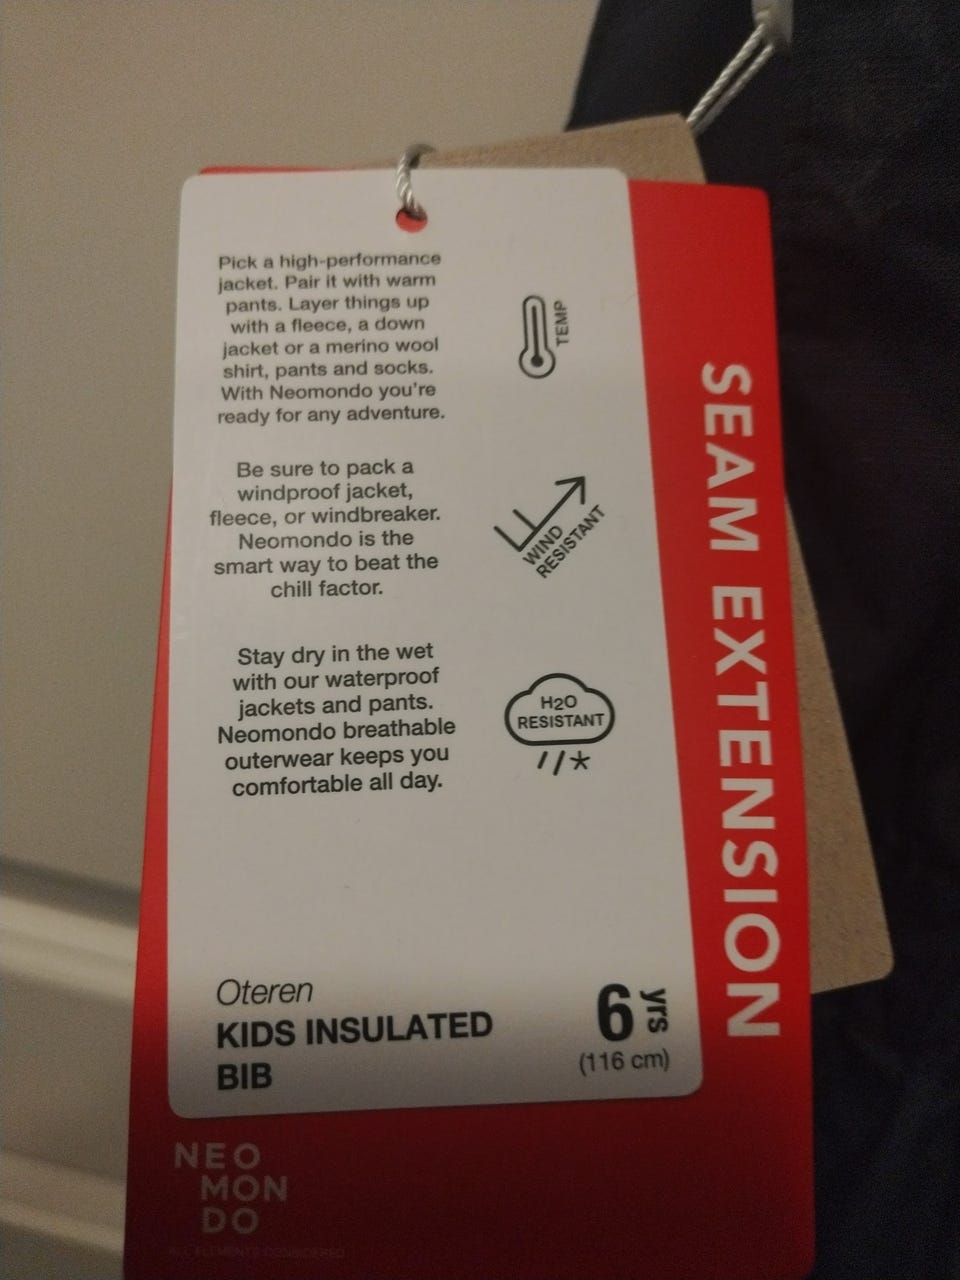 Pick a high-performance
jacket. Pair it with warm
pants. Layer things up
with a fleece, a down
jacket or a merino wool
shirt, pants and socks.
With Neomondo you're
ready for any adventure.
TEMP
Be sure to pack a
windproof jacket,
fleece, or windbreaker.
Neomondo is the
smart way to beat the
chill factor.
WIND
RESISTANT
Stay dry in the wet
with our waterproof
jackets and pants.
Neomondo breathable
outerwear keeps you
comfortable all day.
H2O
RESISTANT
Oteren
KIDS INSULATED
BIB
6 yrs
(116 cm)
SEAM EXTENSION
NEO
MON
DO
ALL ELEMENTS CONSIDERED